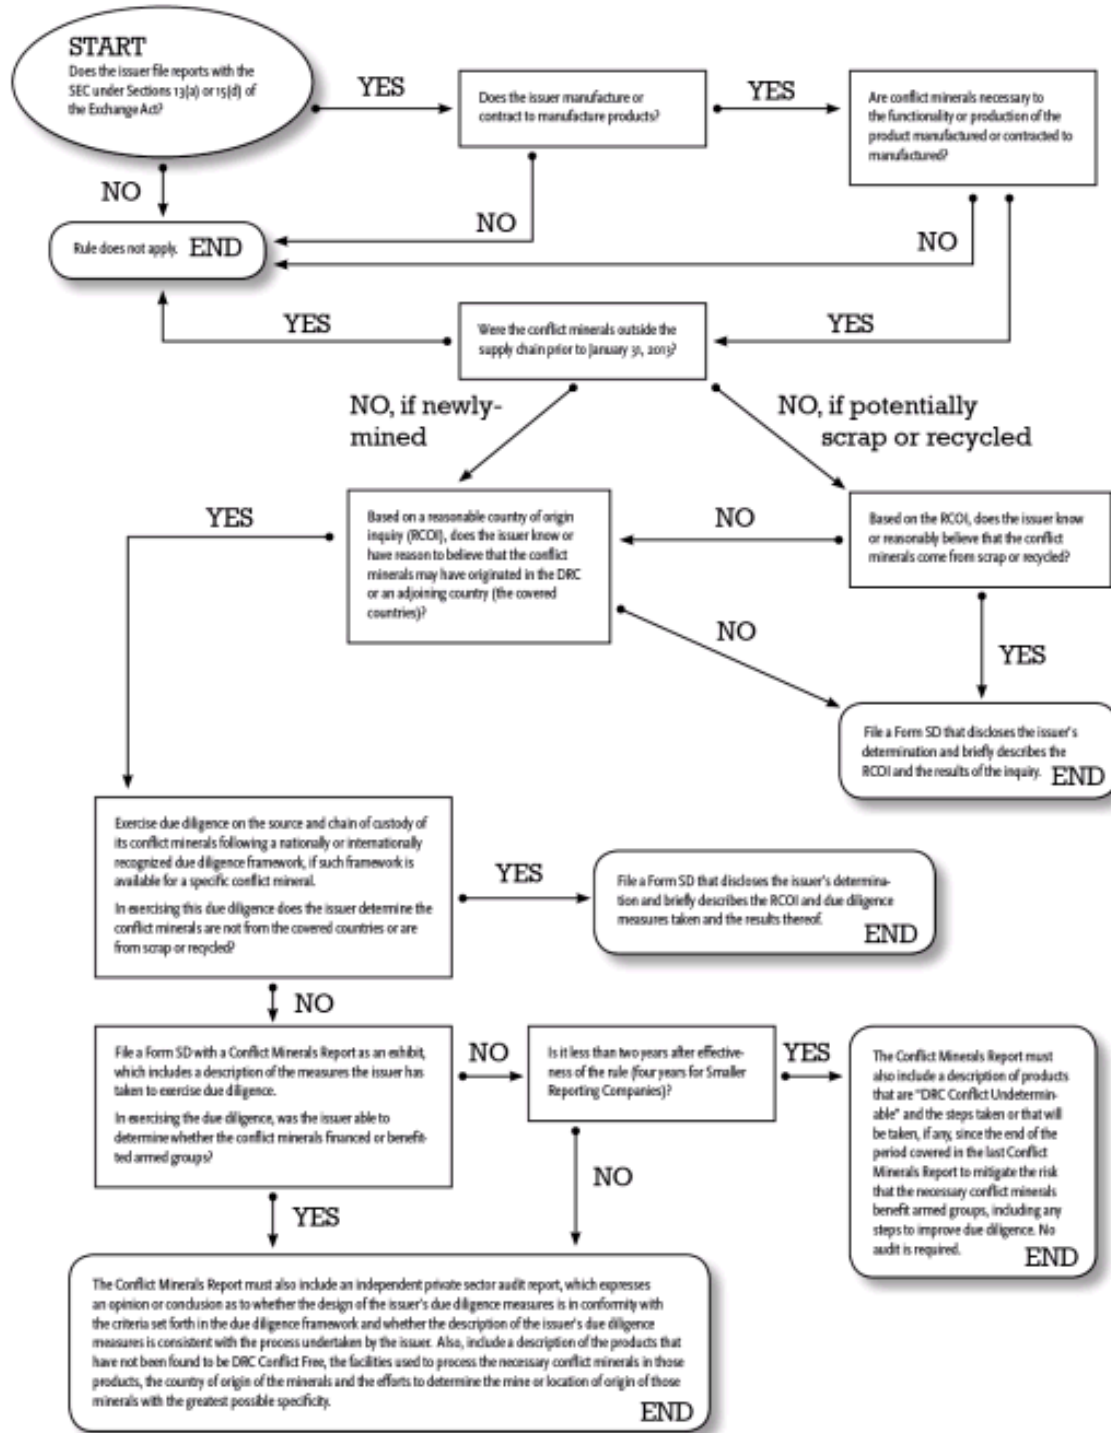 START
Does the issuer file reports with the
SEC under Sections 13(a) or 15(d) of
the Exchange Act?
YES
Does the issuer manufacture or
contract to manufacture products?
YES
Are conflict minerals necessary to
the functionality or production of the
product manufactured or contracted to
manufactured?
NO
NO
NO
Rule does not apply. END
YES
Were the conflict minerals outside the
supply chain prior to January 31, 2013?
YES
NO, if newly-
mined
NO, if potentially
scrap or recycled
YES
Based on a reasonable country of origin
inquiry (RCOI), does the issuer know or
have reason to believe that the conflict
minerals may have originated in the DRC
or an adjoining country (the covered
countries)?
NO
Based on the RCOI, does the issuer know
or reasonably believe that the conflict
minerals come from scrap or recycled?
NO
YES
File a Form SD that discloses the issuer's
determination and briefly describes the
RCOI and the results of the inquiry. END
Exercise due diligence on the source and chain of custody of
its conflict minerals following a nationally or internationally
recognized due diligence framework, if such framework is
available for a specific conflict mineral.
In exercising this due diligence does the issuer determine the
conflict minerals are not from the covered countries or are
from scrap or recycled?
YES
File a Form SD that discloses the issuer's determina-
tion and briefly describes the RCOI and due diligence
measures taken and the results thereof.
END
NO
File a Form SD with a Conflict Minerals Report as an exhibit,
which includes a description of the measures the issuer has
taken to exercise due diligence.
In exercising the due diligence, was the issuer able to
determine whether the conflict minerals financed or benefit-
ted armed groups?
NO
Is it less than two years after effective-
ness of the rule (four years for Smaller
Reporting Companies)?
YES
The Conflict Minerals Report must
also include a description of products
that are "DRC Conflict Undetermin-
able" and the steps taken or that will
be taken, if any, since the end of the
period covered in the last Conflict
Minerals Report to mitigate the risk
that the necessary conflict minerals
benefit armed groups, including any
steps to improve due diligence. No
audit is required.
END
YES
NO
The Conflict Minerals Report must also include an independent private sector audit report, which expresses
an opinion or conclusion as to whether the design of the issuer's due diligence measures is in conformity with
the criteria set forth in the due diligence framework and whether the description of the issuer's due diligence
measures is consistent with the process undertaken by the issuer. Also, include a description of the products that
have not been found to be DRC Conflict Free, the facilities used to process the necessary conflict minerals in those
products, the country of origin of the minerals and the efforts to determine the mine or location of origin of those
minerals with the greatest possible specificity.
END